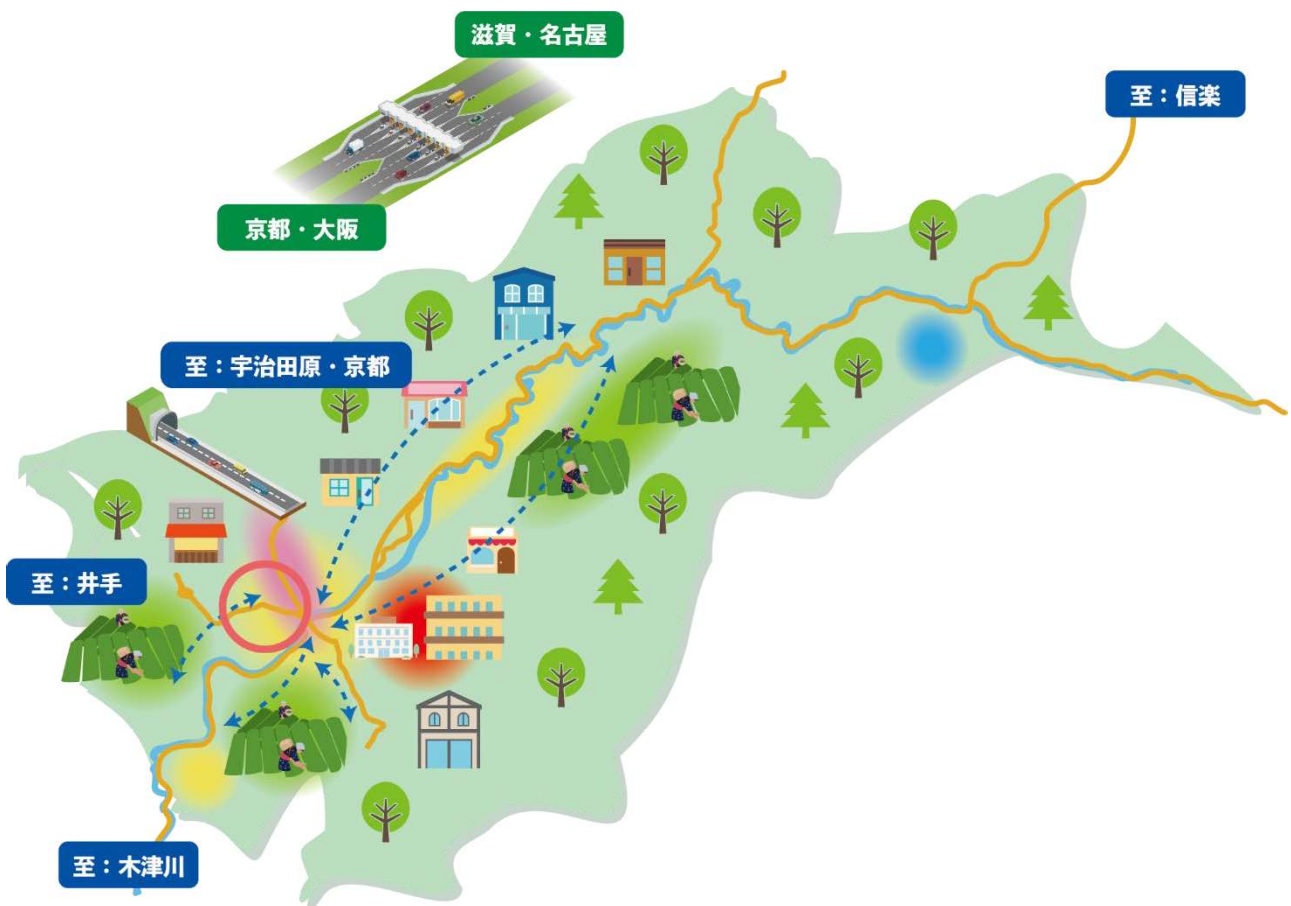 滋賀・名古屋
至：信楽
京都・大阪
至：宇治田原・京都
至：井手
至：木津川